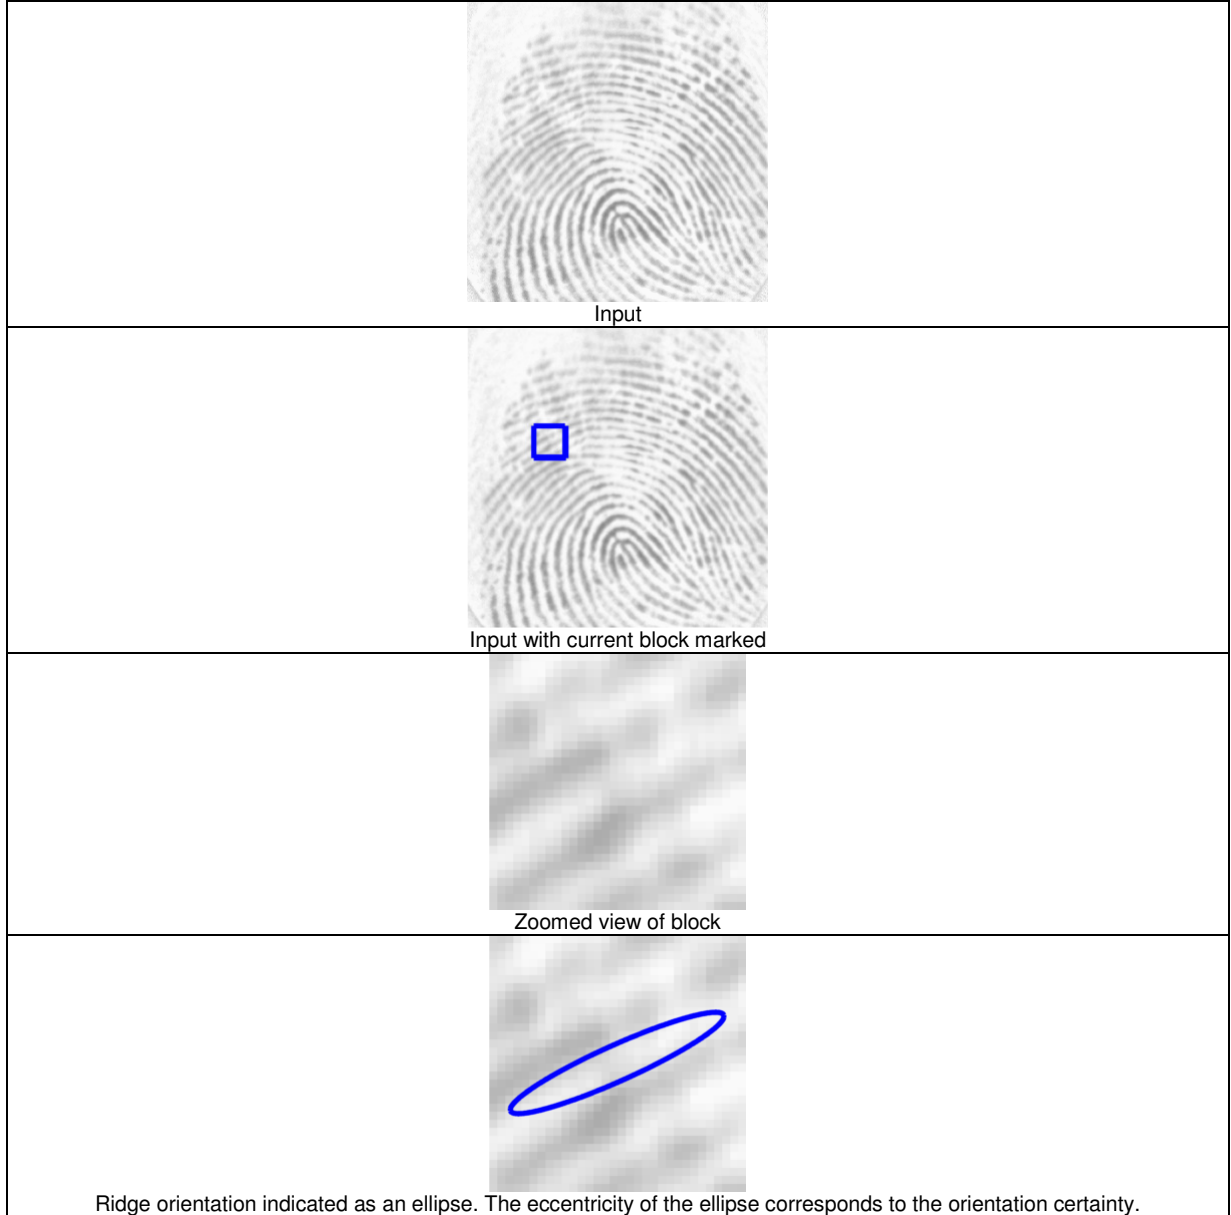 Input
Input with current block marked
Zoomed view of block
Ridge orientation indicated as an ellipse. The eccentricity of the ellipse corresponds to the orientation certainty.